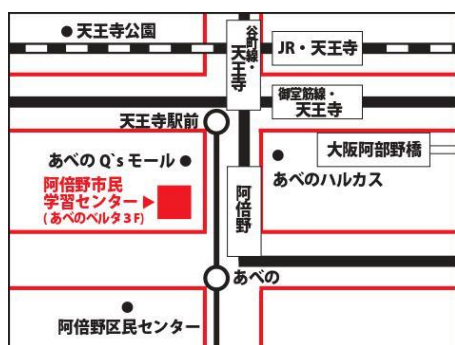 天王寺公園
谷町線・
天王寺
JR・天王寺
御堂筋線・
天王寺
天王寺駅前
あべのQ`sモール
あべのハルカス
大阪阿部野橋
阿倍野市民
学習センター
(あべのベルタ3F)
阿倍野
あべの
阿倍野区民センター